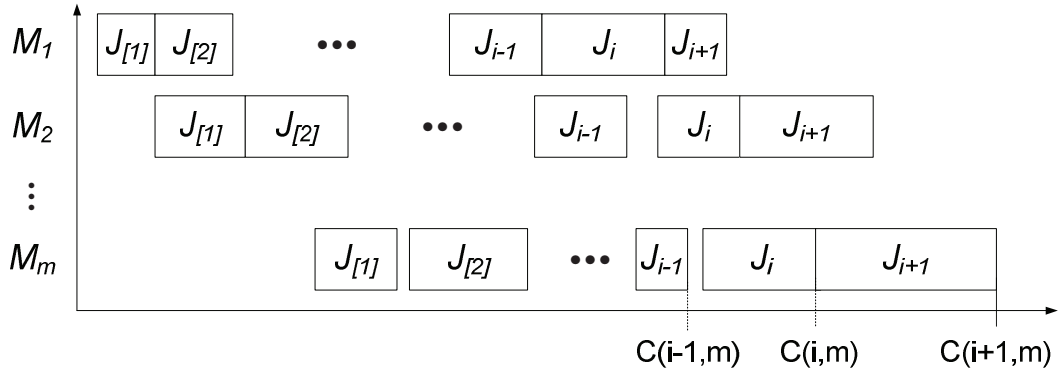 M1 J[1] J[2] ••• Ji-1 Ji Ji+1
M2 J[1] J[2] ••• Ji-1 Ji Ji+1
Mm J[1] J[2] ••• Ji-1 Ji Ji+1
C(i-1,m) C(i,m) C(i+1,m)